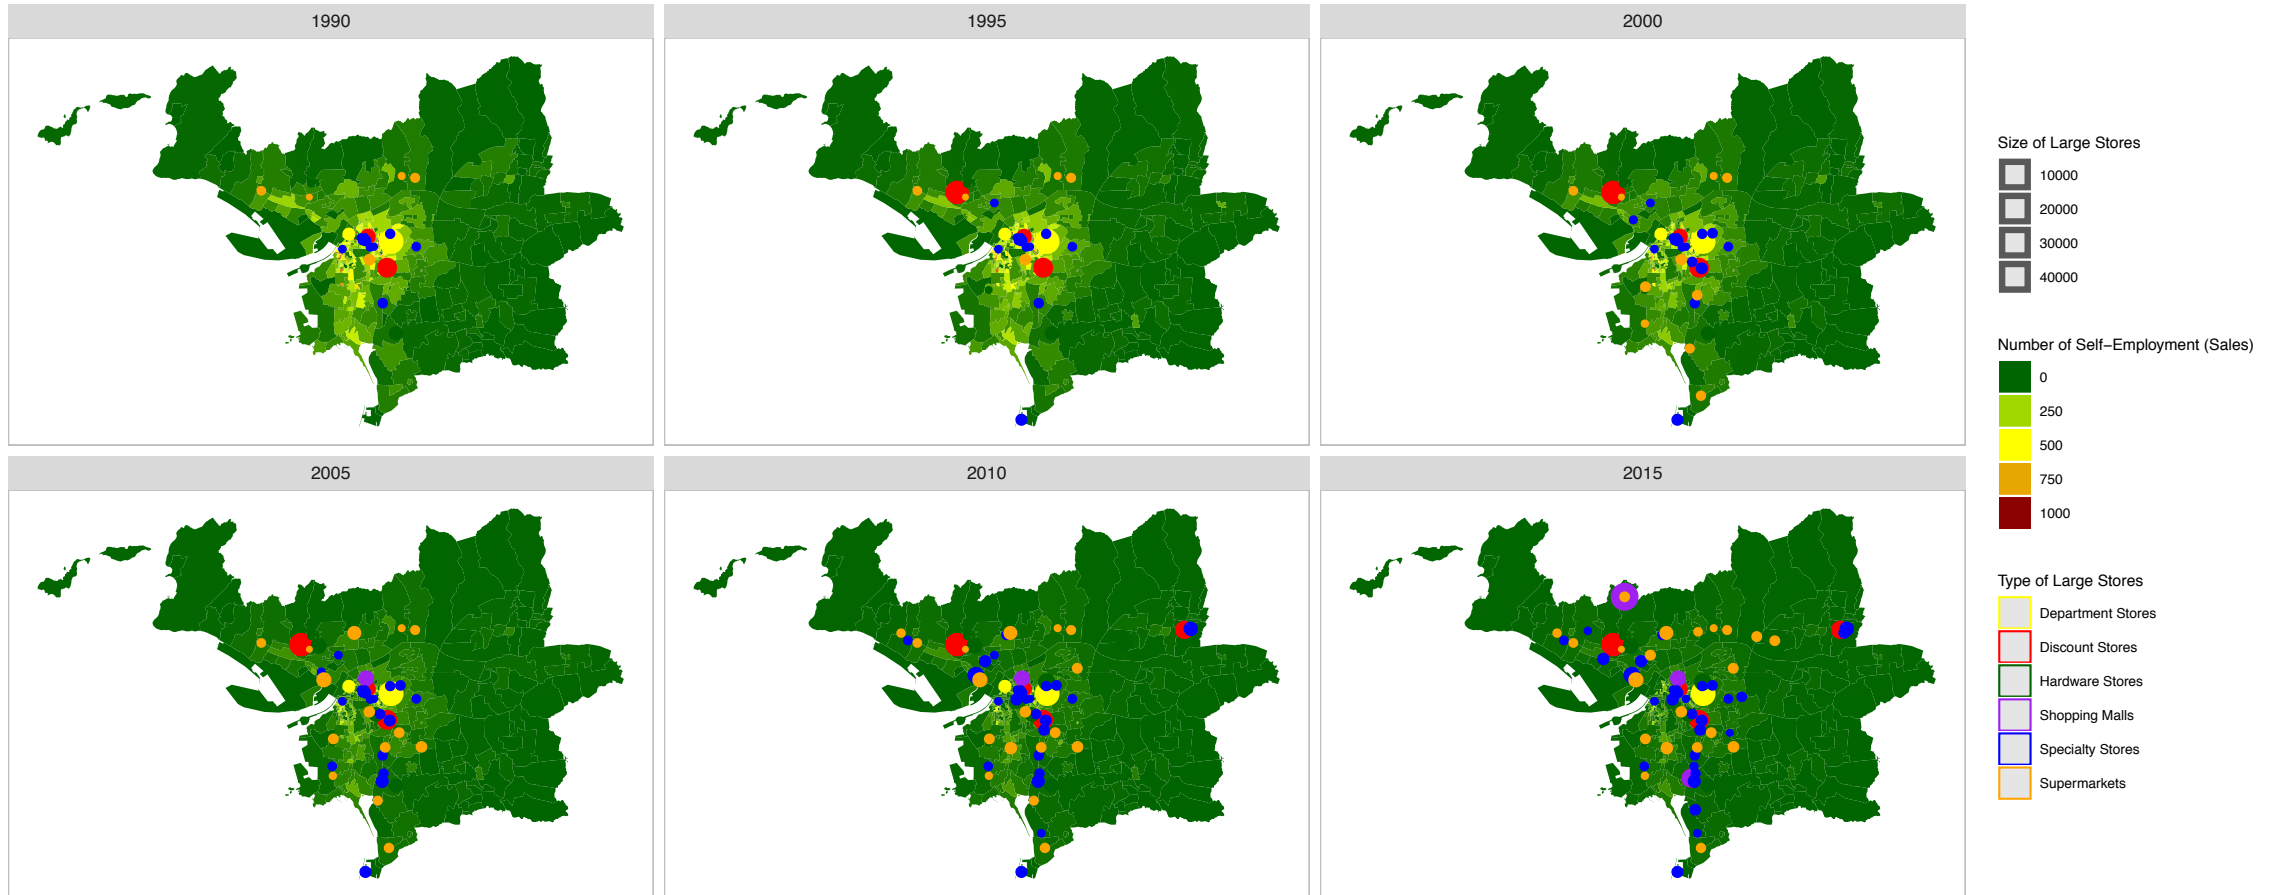 1990
1995
2000
2005
2010
2015
Size of Large Stores
10000
20000
30000
40000
Number of Self−Employment (Sales)
0
250
500
750
1000
Type of Large Stores
Department Stores
Discount Stores
Hardware Stores
Shopping Malls
Specialty Stores
Supermarkets